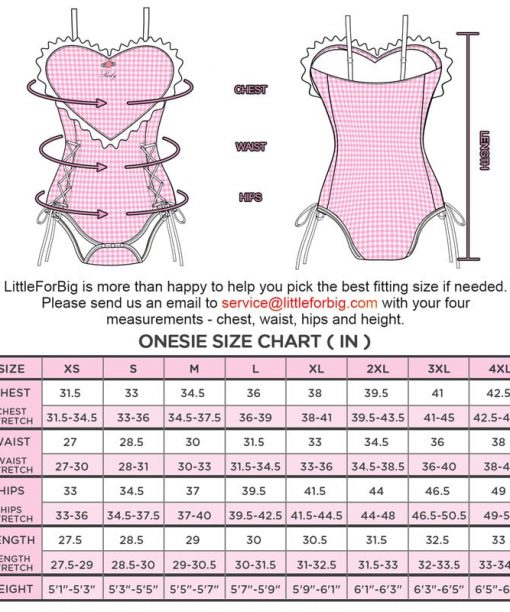 Baby
CHEST
WAIST
HIPS
LENGTH
LittleForBig is more than happy to help you pick the best fitting size if needed.
Please send us an email to service@littleforbig.com with your four
measurements - chest, waist, hips and height.
ONESIE SIZE CHART ( IN )
SIZE XS S M L XL 2XL 3XL 4XL
CHEST 31.5 33 34.5 36 38 39.5 41 42.5
CHEST
STRETCH 31.5-34.5 33-36 34.5-37.5 36-39 38-41 39.5-43.5 41-45 42.5-4
WAIST 27 28.5 30 31.5 33 34.5 36 38
WAIST
STRETCH 27-30 28-31 30-33 31.5-34.5 33-36 34.5-38.5 36-40 38-4
HIPS 33 34.5 37 39.5 41.5 44 46.5 49
HIPS
STRETCH 33-36 34.5-37.5 37-40 39.5-42.5 41.5-44.5 44-48 46.5-50.5 49-5
LENGTH 27.5 28.5 29 30 30.5 31.5 32.5 33
LENGTH
STRETCH 27.5-29 28.5-30 29-30.5 30-31.5 31-32.5 31.5-33 32-33.5 33-34
HEIGHT 5'1"-5'3" 5'3"-5'5" 5'5"-5'7" 5'7"-5'9" 5'9"-6'1" 6'1"-6'3" 6'3"-6'5" 6'5"